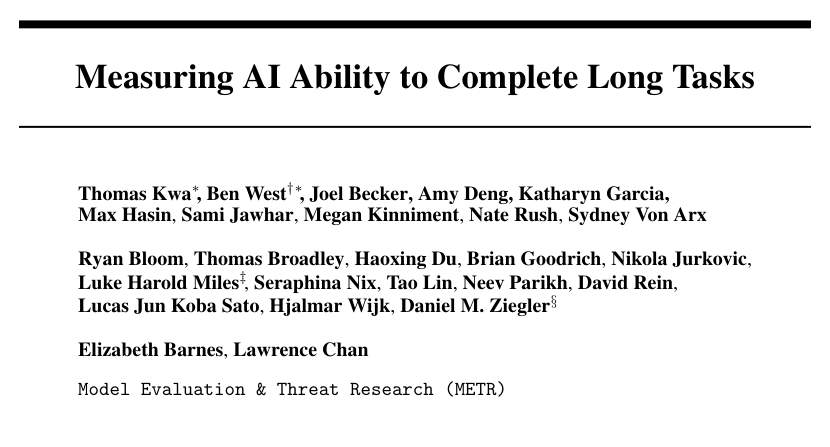 Measuring AI Ability to Complete Long Tasks
Thomas Kwa*, Ben West†*, Joel Becker, Amy Deng, Katharyn Garcia,
Max Hasin, Sami Jawhar, Megan Kinniment, Nate Rush, Sydney Von Arx
Ryan Bloom, Thomas Broadley, Haoxing Du, Brian Goodrich, Nikola Jurkovic,
Luke Harold Miles‡, Seraphina Nix, Tao Lin, Neev Parikh, David Rein,
Lucas Jun Koba Sato, Hjalmar Wijk, Daniel M. Ziegler§
Elizabeth Barnes, Lawrence Chan
Model Evaluation & Threat Research (METR)